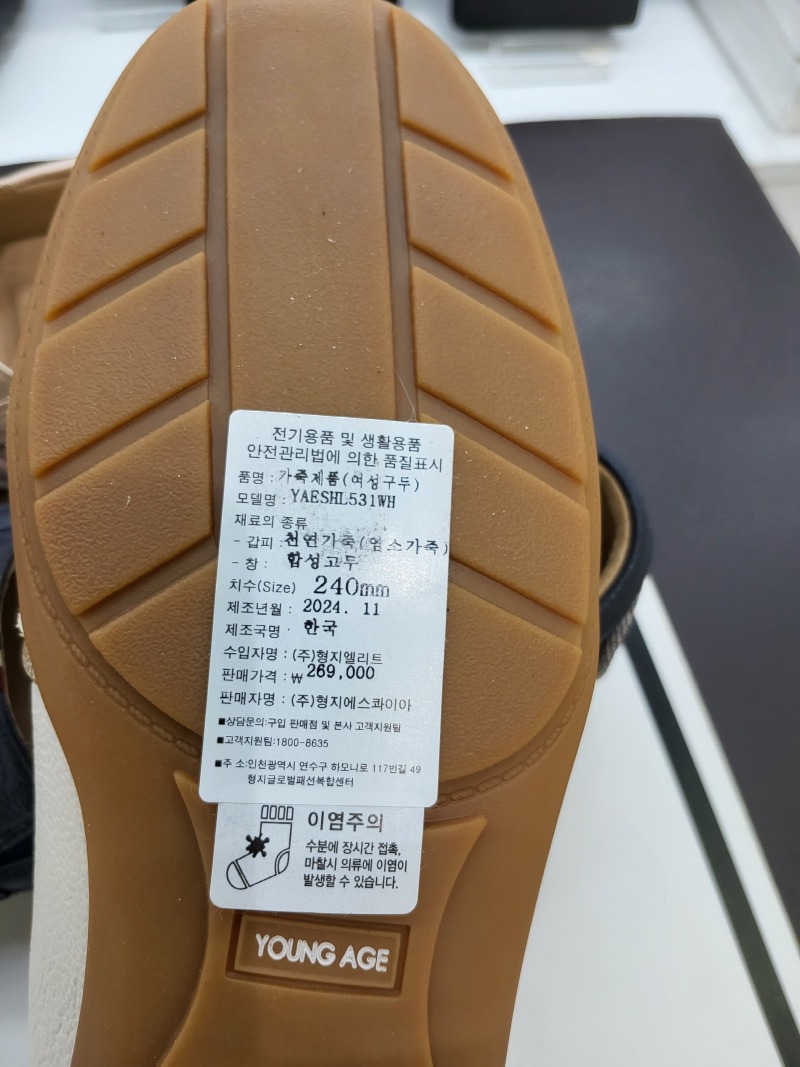 전기용품 및 생활용품
안전관리법에 의한 품질표시
품명 : 가죽제품(여성구두)
모델명 : YAESHL531WH
재료의 종류
- 갑피 : 천연가죽(염소가죽)
- 창 : 합성고무
치수(Size) 240mm
제조년월 : 2024. 11
제조국명 : 한국
수입자명 : (주)형지엘리트
판매가격 : ₩269,000
판매자명 : (주)형지에스콰이아
■상담문의:구입 판매점 및 본사 고객지원팀
■고객지원팀:1800-8635
■주 소:인천광역시 연수구 하모니로 117번길 49
형지글로벌패션복합센터
이염주의
수분에 장시간 접촉,
마찰시 의류에 이염이
발생할 수 있습니다.
YOUNG AGE